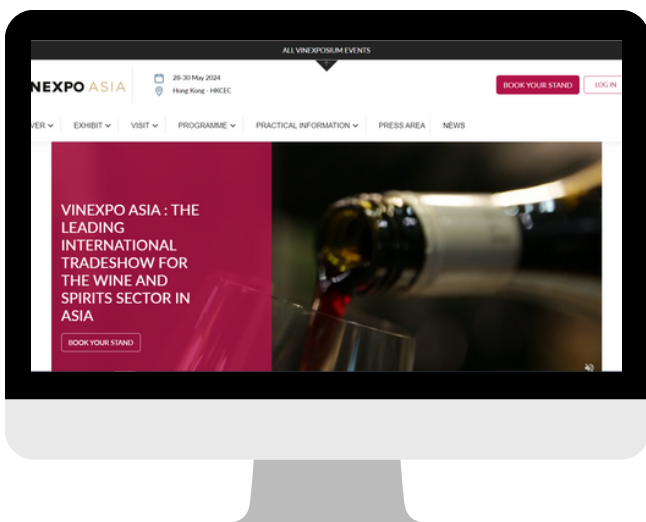 ALL VINEXPOSIUM EVENTS
NEXPO ASIA
28-30 May 2024
Hong Kong - HKCEC
BOOK YOUR STAND
LOG IN
VER
EXHIBIT
VISIT
PROGRAMME
PRACTICAL INFORMATION
PRESS AREA
NEWS
VINEXPO ASIA : THE
LEADING
INTERNATIONAL
TRADESHOW FOR
THE WINE AND
SPIRITS SECTOR IN
ASIA
BOOK YOUR STAND